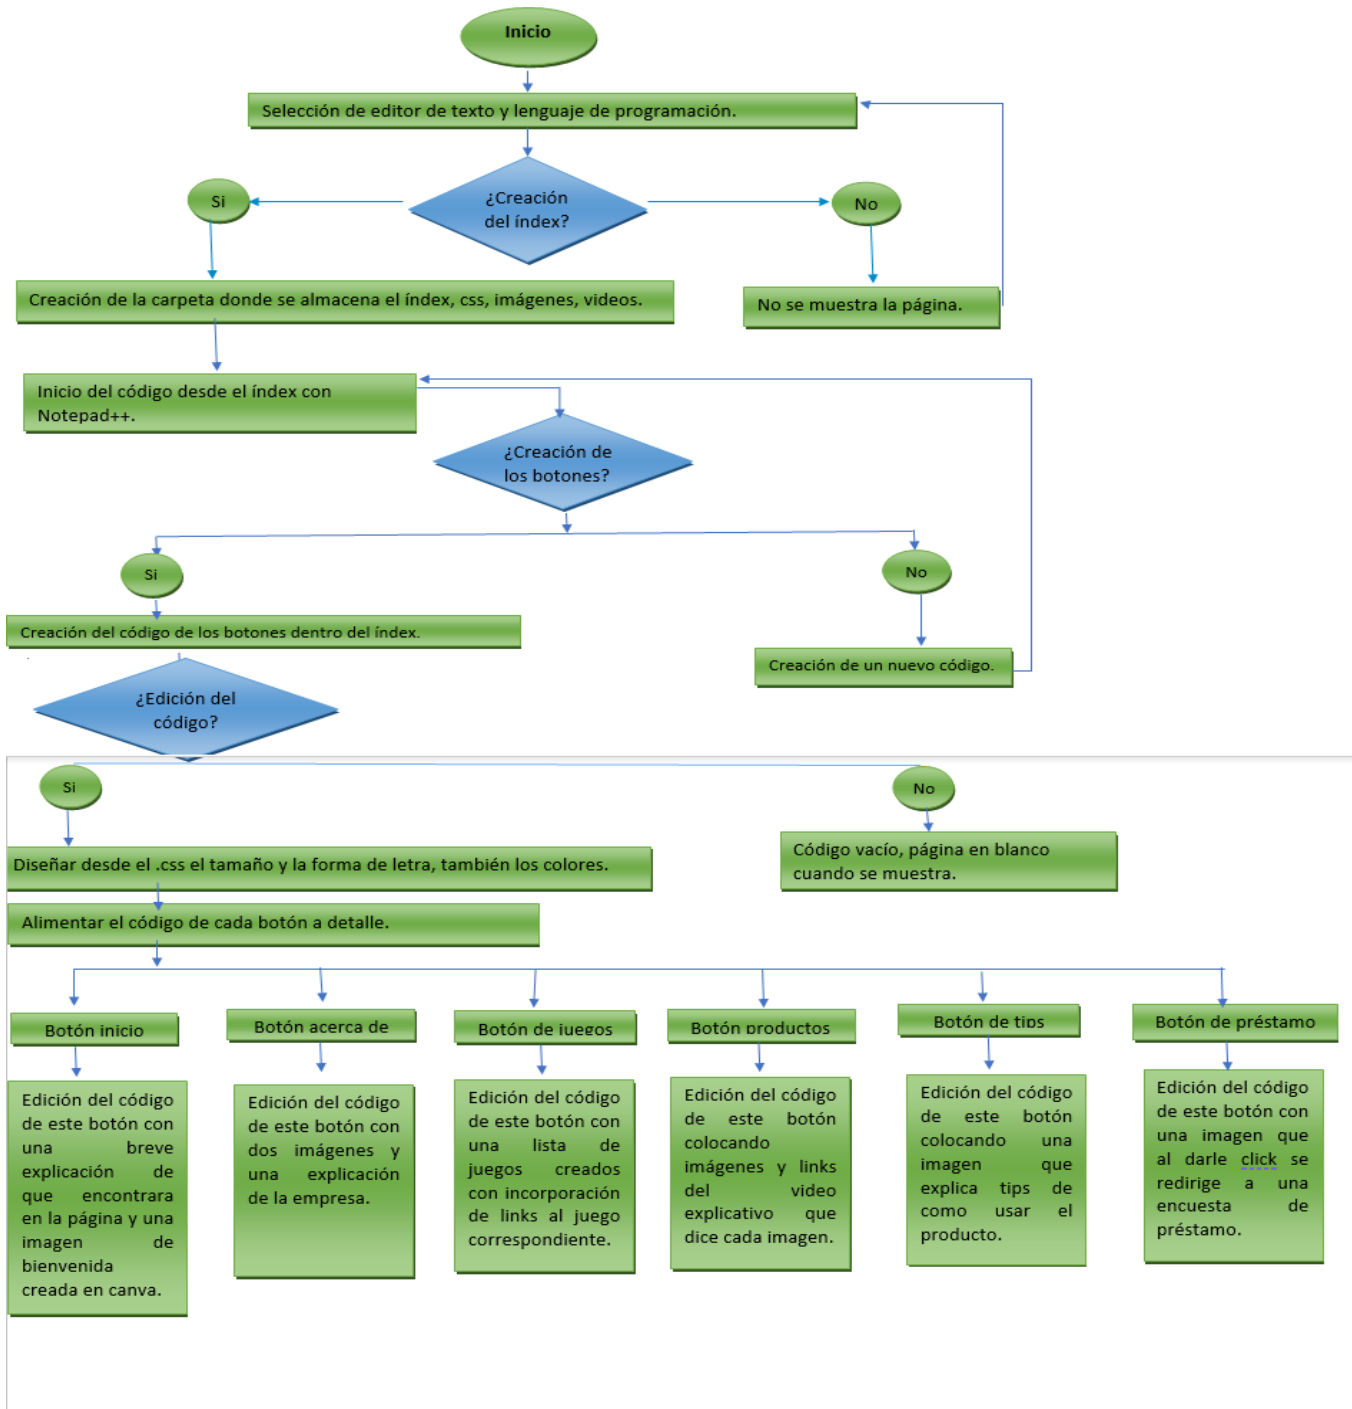 Inicio
Selección de editor de texto y lenguaje de programación.
¿Creación
del índex?
Si
No
Creación de la carpeta donde se almacena el índex, css, imágenes, videos.
No se muestra la página.
Inicio del código desde el índex con
Notepad++.
¿Creación de
los botones?
Si
No
Creación del código de los botones dentro del índex.
Creación de un nuevo código.
¿Edición del
código?
Si
No
Diseñar desde el .css el tamaño y la forma de letra, también los colores.
Código vacío, página en blanco
cuando se muestra.
Alimentar el código de cada botón a detalle.
Botón inicio
Botón acerca de
Botón de juegos
Botón productos
Botón de tips
Botón de préstamo
Edición del código
de este botón con
una breve
explicación de
que encontrara
en la página y una
imagen de
bienvenida
creada en canva.
Edición del código
de este botón con
dos imágenes y
una explicación
de la empresa.
Edición del código
de este botón con
una lista de
juegos creados
con incorporación
de links al juego
correspondiente.
Edición del código
de este botón
colocando
imágenes y links
del video
explicativo que
dice cada imagen.
Edición del código
de este botón
colocando una
imagen que
explica tips de
como usar el
producto.
Edición del código
de este botón con
una imagen que
al darle click se
redirige a una
encuesta de
préstamo.